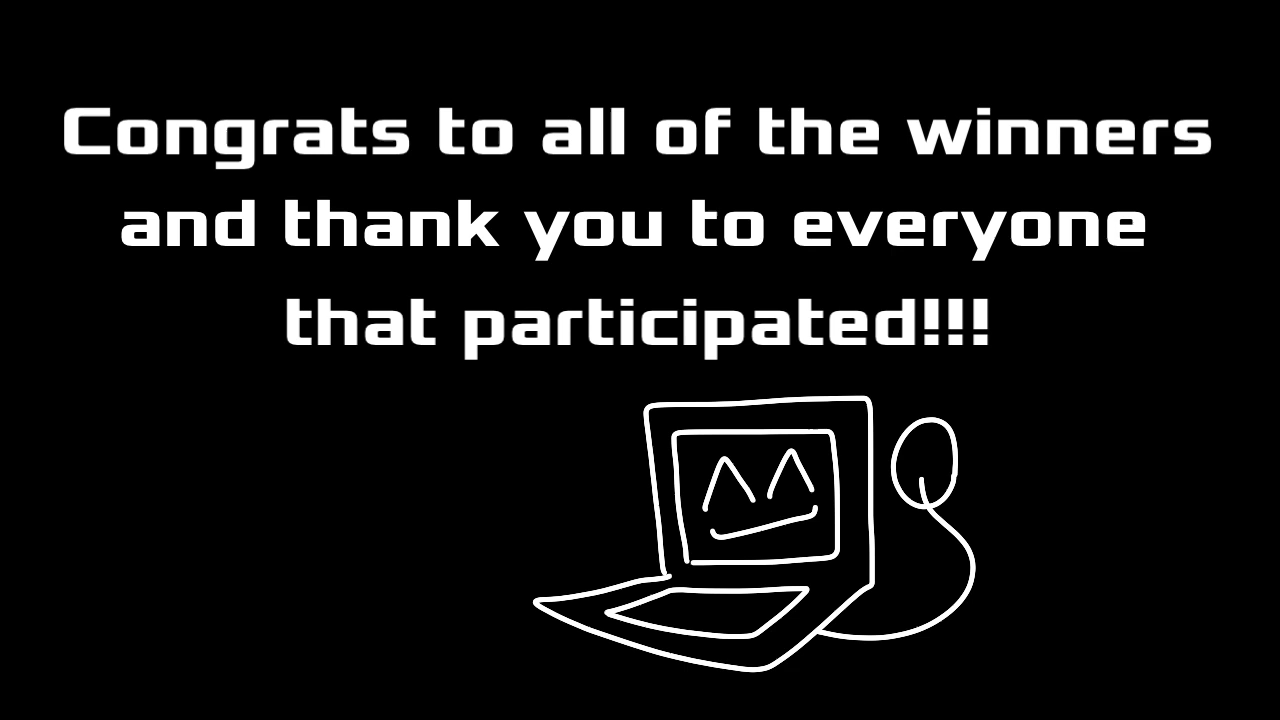 Congrats to all of the winners
and thank you to everyone
that participated!!!